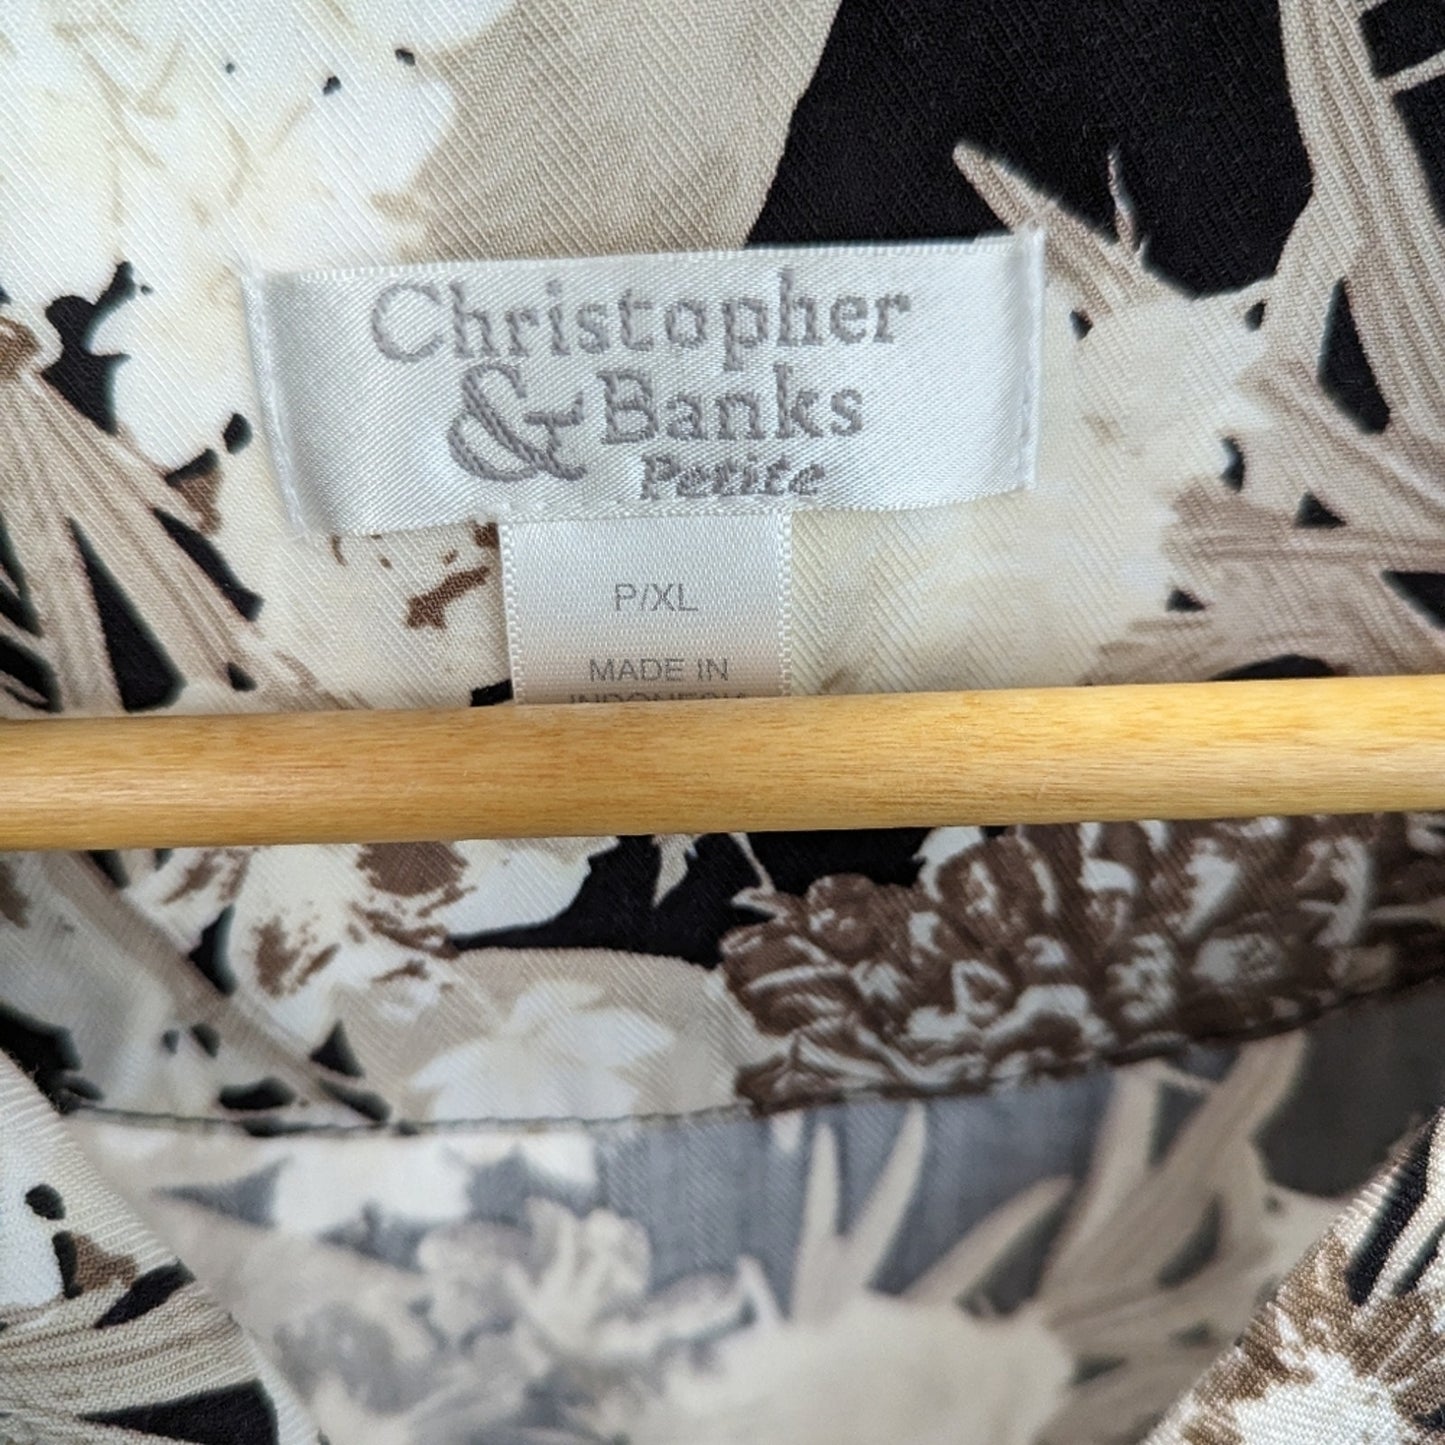 Christopher
& Banks
Petite
P/XL
MADE IN